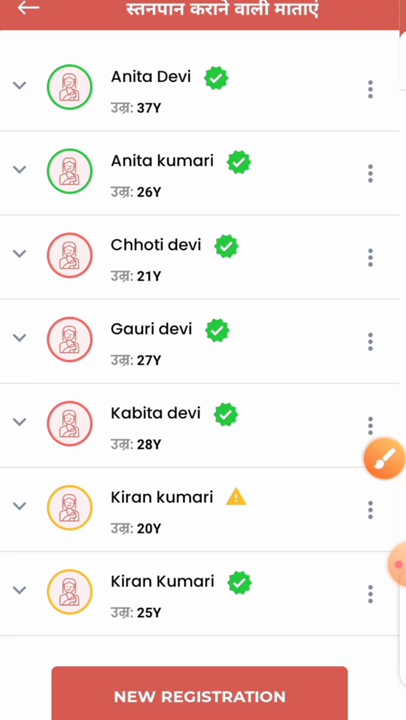 स्तनपान कराने वाली माताएं
Anita Devi
उम्र: 37Y
Anita kumari
उम्र: 26Y
Chhoti devi
उम्र: 21Y
Gauri devi
उम्र: 27Y
Kabita devi
उम्र: 28Y
Kiran kumari
उम्र: 20Y
Kiran Kumari
उम्र: 25Y
NEW REGISTRATION